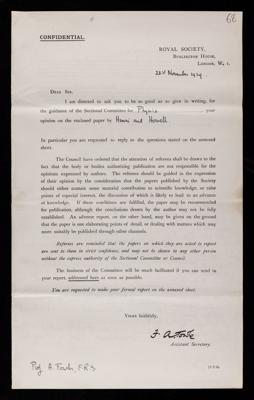 68
CONFIDENTIAL.
ROYAL SOCIETY,
BURLINGTON HOUSE,
LONDON, W. 1.
22nd November 1929.
DEAR SIR,
I am directed to ask you to be so good as to give in writing, for
the guidance of the Sectional Committee for Physics your
opinion on the enclosed paper by Henri and Howell
In particular you are requested to reply to the questions stated on the annexed
sheet.
The Council have ordered that the attention of referees shall be drawn to the
fact that the body or bodies authorising publication are not responsible for the
opinions expressed by authors. The referees should be guided in the expression
of their opinion by the consideration that the papers published by the Society
should either contain some material contribution to scientific knowledge, or raise
points of especial interest, the discussion of which is likely to lead to an advance
of knowledge. If these conditions are fulfilled, the paper may be recommended
for publication, although the conclusions drawn by the author may not be fully
established. An adverse report, on the other hand, may be given on the ground
that the paper is one elaborating points of detail, or dealing with matters which may
more suitably be published through other channels.
Referees are reminded that the papers on which they are asked to report
are sent to them in strict confidence, and may not be shown to any other person
without the express authority of the Sectional Committee or Council.
The business of the Committee will be much facilitated if you can send in
your report, addressed here as soon as possible.
You are requested to make your formal report on the annexed sheet.
Yours faithfully,
Assistant Secretary.
Prof A. Fowler, F.R.S.